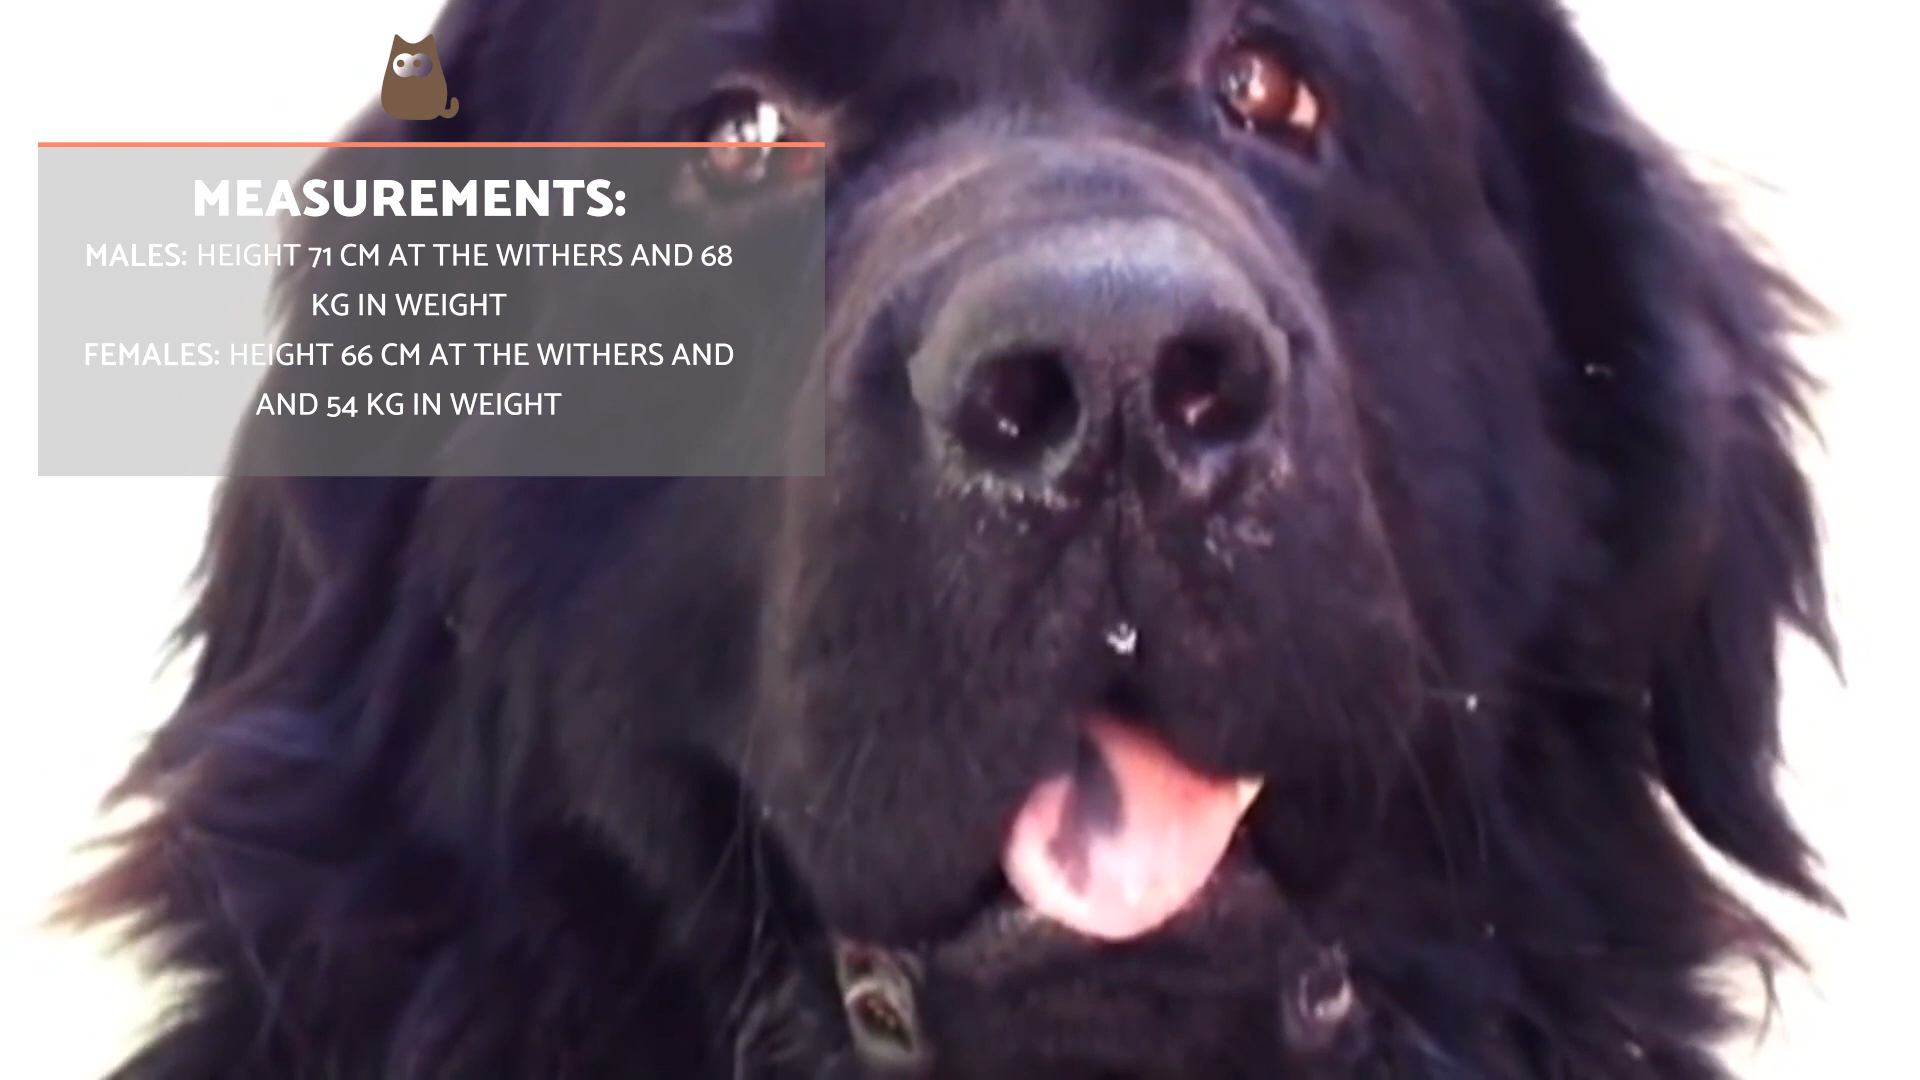 MEASUREMENTS:
MALES: HEIGHT 71 CM AT THE WITHERS AND 68
KG IN WEIGHT
FEMALES: HEIGHT 66 CM AT THE WITHERS AND
AND 54 KG IN WEIGHT